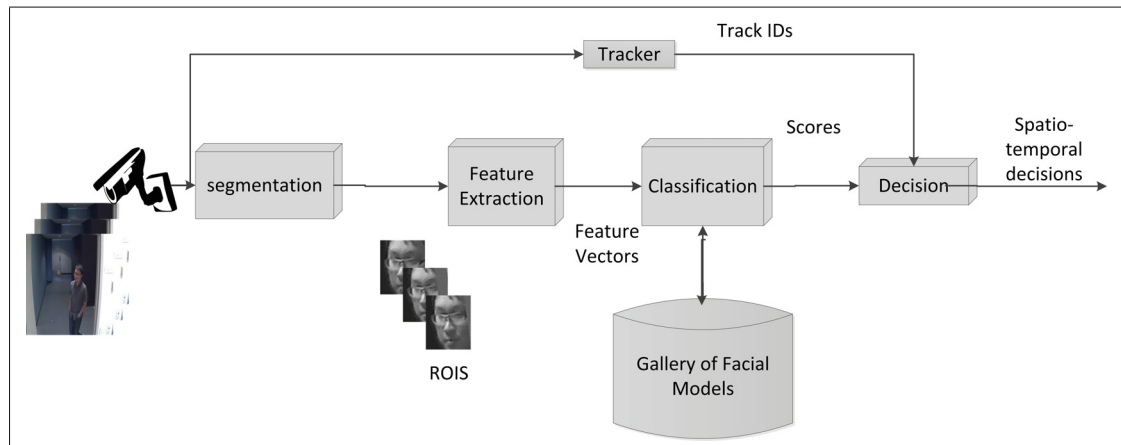 Track IDs
Tracker
Scores
Spatio-
temporal
decisions
segmentation
Feature
Extraction
Classification
Decision
Feature
Vectors
ROIS
Gallery of Facial
Models